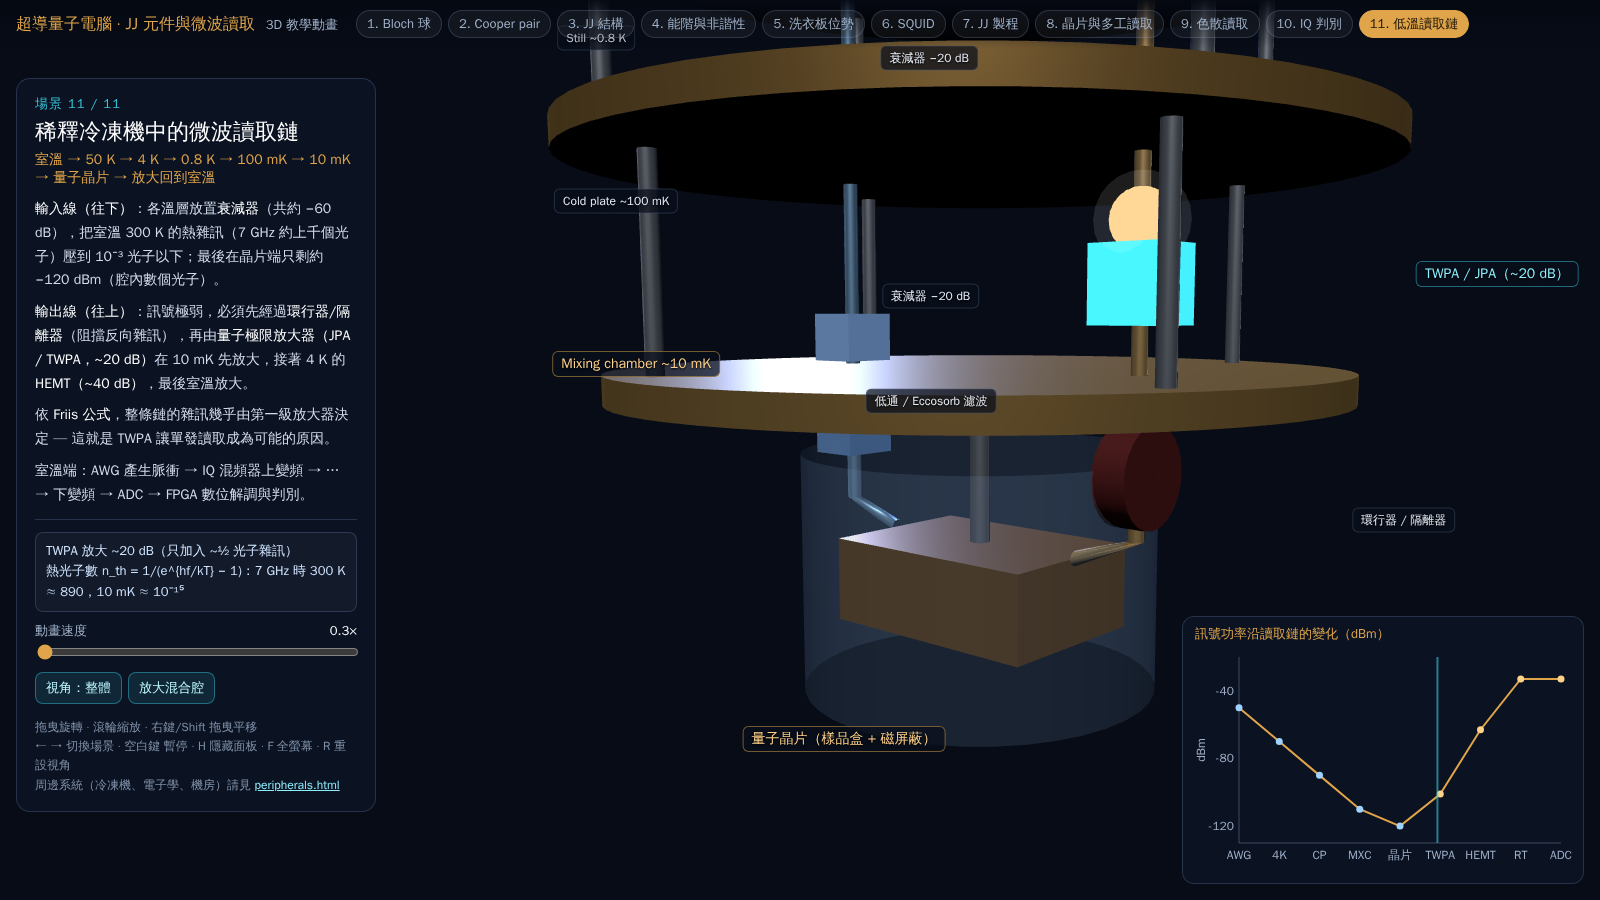 超導量子電腦 · JJ 元件與微波讀取 3D 教學動畫
1. Bloch 球
2. Cooper pair
3. JJ 結構
4. 能階與非諧性
5. 洗衣板位勢
6. SQUID
7. JJ 製程
8. 晶片與多工讀取
9. 色散讀取
10. IQ 判別
11. 低溫讀取鏈
Still ~0.8 K
衰減器 −20 dB
場景 11 / 11
稀釋冷凍機中的微波讀取鏈
室溫 → 50 K → 4 K → 0.8 K → 100 mK → 10 mK
→ 量子晶片 → 放大回到室溫
輸入線（往下）：各溫層放置衰減器（共約 −60
dB），把室溫 300 K 的熱雜訊（7 GHz 約上千個光
子）壓到 10⁻³ 光子以下；最後在晶片端只剩約
−120 dBm（腔內數個光子）。
輸出線（往上）：訊號極弱，必須先經過環行器/隔
離器（阻擋反向雜訊），再由量子極限放大器（JPA
/ TWPA，~20 dB）在 10 mK 先放大，接著 4 K 的
HEMT（~40 dB），最後室溫放大。
依 Friis 公式，整條鏈的雜訊幾乎由第一級放大器決
定 — 這就是 TWPA 讓單發讀取成為可能的原因。
室溫端：AWG 產生脈衝 → IQ 混頻器上變頻 → ⋯
→ 下變頻 → ADC → FPGA 數位解調與判別。
TWPA 放大 ~20 dB（只加入 ~½ 光子雜訊）
熱光子數 n_th = 1/(e^{hf/kT} − 1)：7 GHz 時 300 K
≈ 890，10 mK ≈ 10⁻¹⁵
動畫速度 0.3×
視角：整體
放大混合腔
拖曳旋轉 · 滾輪縮放 · 右鍵/Shift 拖曳平移
← → 切換場景 · 空白鍵 暫停 · H 隱藏面板 · F 全螢幕 · R 重
設視角
周邊系統（冷凍機、電子學、機房）請見 peripherals.html
Cold plate ~100 mK
TWPA / JPA（~20 dB）
衰減器 −20 dB
Mixing chamber ~10 mK
低通 / Eccosorb 濾波
環行器 / 隔離器
量子晶片（樣品盒 + 磁屏蔽）
訊號功率沿讀取鏈的變化（dBm）
-40
-80
-120
dBm
AWG 4K CP MXC 晶片 TWPA HEMT RT ADC